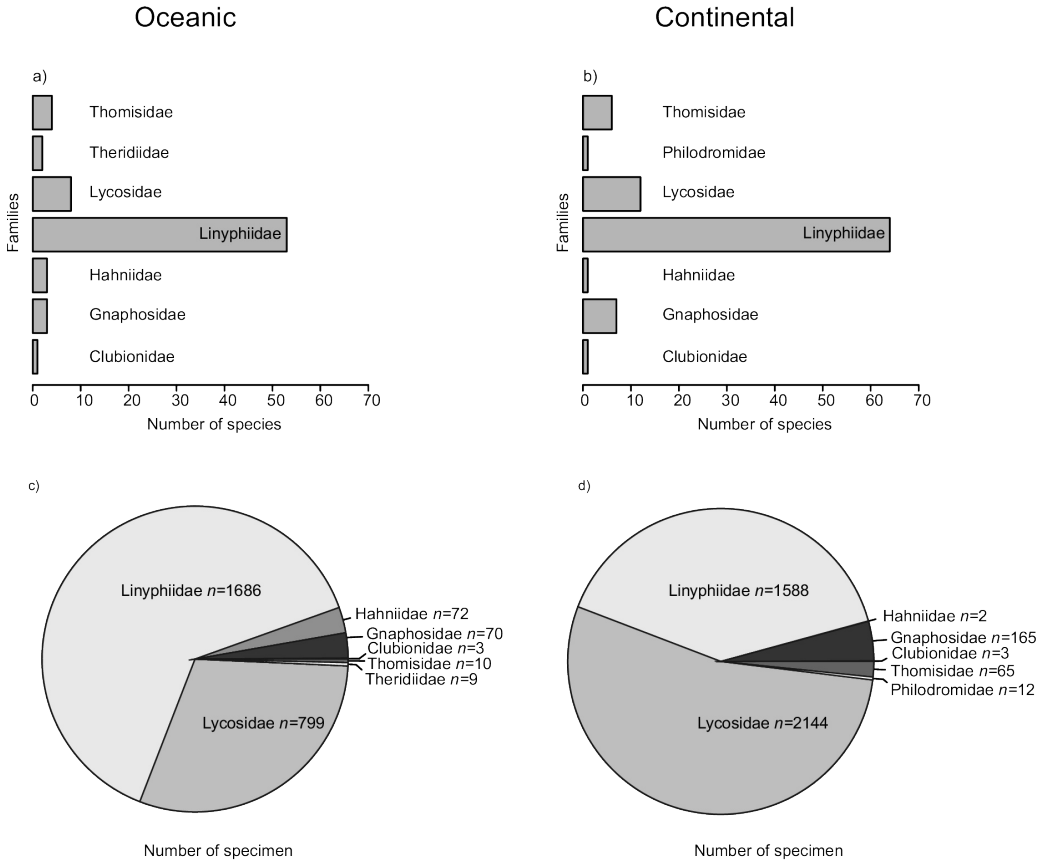 Oceanic
Continental
a)
Thomisidae
Theridiidae
Lycosidae
Linyphiidae
Hahniidae
Gnaphosidae
Clubionidae
Families
0 10 20 30 40 50 60 70
Number of species
b)
Thomisidae
Philodromidae
Lycosidae
Linyphiidae
Hahniidae
Gnaphosidae
Clubionidae
Families
0 10 20 30 40 50 60 70
Number of species
c)
Linyphiidae n=1686
Hahniidae n=72
Gnaphosidae n=70
Clubionidae n=3
Thomisidae n=10
Theridiidae n=9
Lycosidae n=799
Number of specimen
d)
Linyphiidae n=1588
Hahniidae n=2
Gnaphosidae n=165
Clubionidae n=3
Thomisidae n=65
Philodromidae n=12
Lycosidae n=2144
Number of specimen